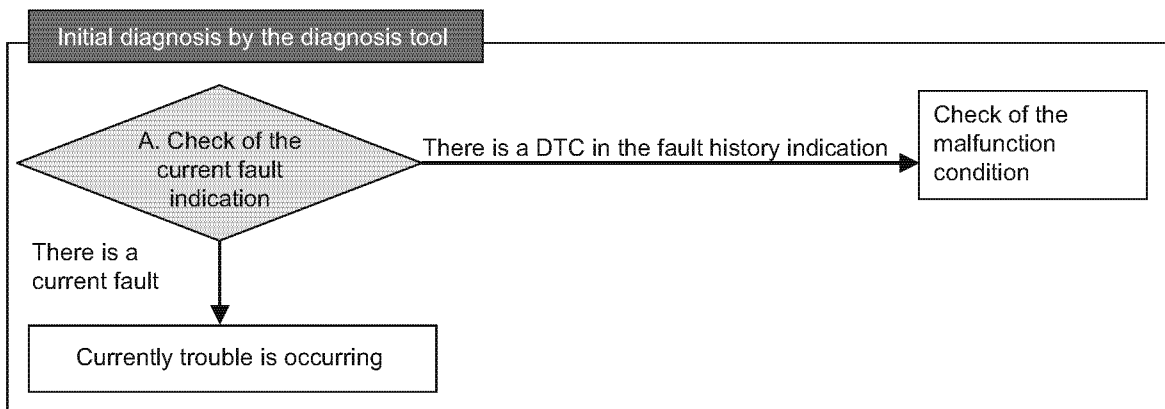 Initial diagnosis by the diagnosis tool
A. Check of the
current fault
indication
There is a DTC in the fault history indication
Check of the
malfunction
condition
There is a
current fault
Currently trouble is occurring